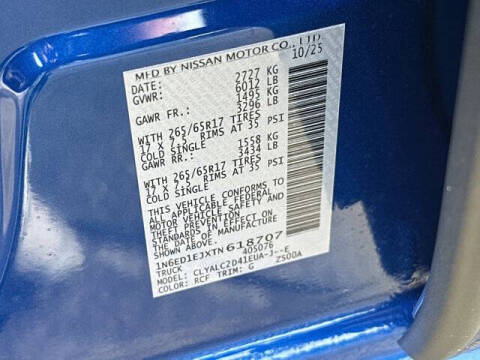 MFD BY NISSAN MOTOR CO., LTD.
DATE: 10/25
GVWR: 2727 KG
6012 LB
GAWR FR.: 1495 KG
3296 LB
WITH 265/65R17 TIRES
17 X 7.5 RIMS AT 35 PSI
COLD SINGLE
GAWR RR.: 1558 KG
3434 LB
WITH 265/65R17 TIRES
17 X 7.5 RIMS AT 35 PSI
COLD SINGLE
THIS VEHICLE CONFORMS TO
ALL APPLICABLE FEDERAL
MOTOR VEHICLE SAFETY AND
THEFT PREVENTION
STANDARDS IN EFFECT ON
THE DATE OF MANUFACTURE
SHOWN ABOVE.
1N6ED1EJXTN618707
TRUCK 405076
MODEL: CLYALC2D41EUA-J--E
COLOR: RCF TRIM: G Z500A